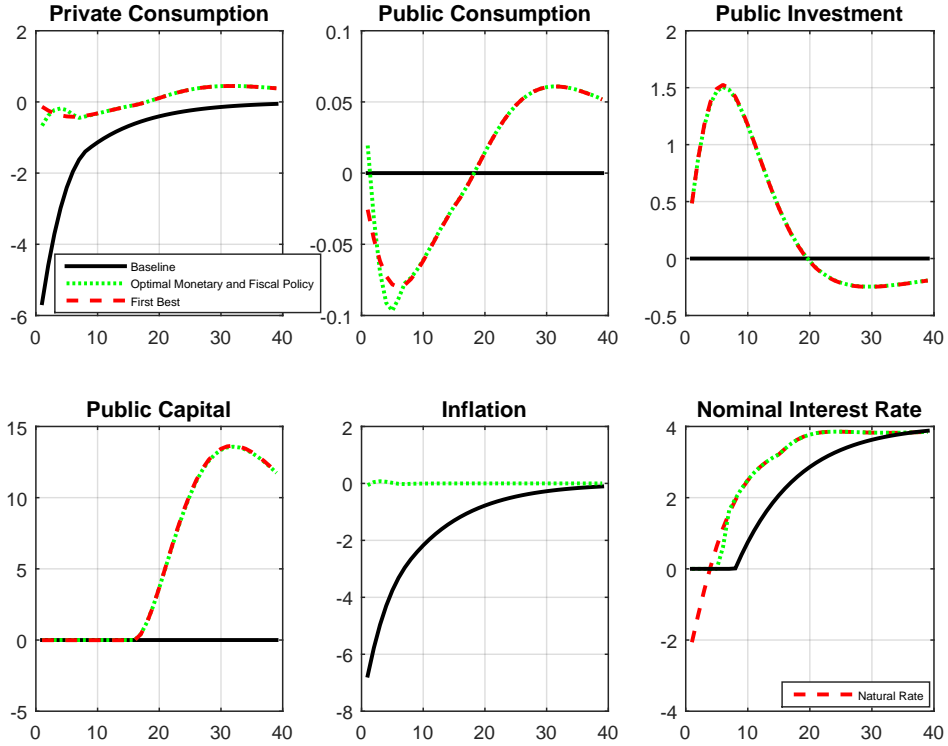 Private Consumption
2
0
-2
-4
-6
0 10 20 30 40
Baseline
Optimal Monetary and Fiscal Policy
First Best
Public Consumption
0.1
0.05
0
-0.05
-0.1
0 10 20 30 40
Public Investment
2
1.5
1
0.5
0
-0.5
0 10 20 30 40
Public Capital
15
10
5
0
-5
0 10 20 30 40
Inflation
2
0
-2
-4
-6
-8
0 10 20 30 40
Nominal Interest Rate
4
2
0
-2
-4
0 10 20 30 40
Natural Rate